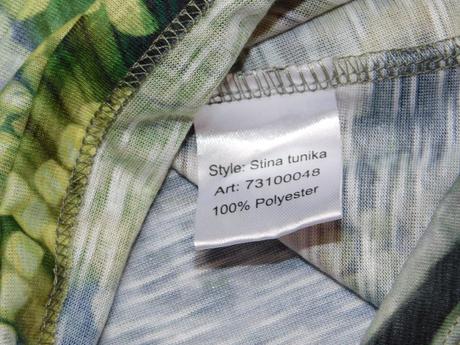 Style: Stina tunika
Art: 73100048
100% Polyester